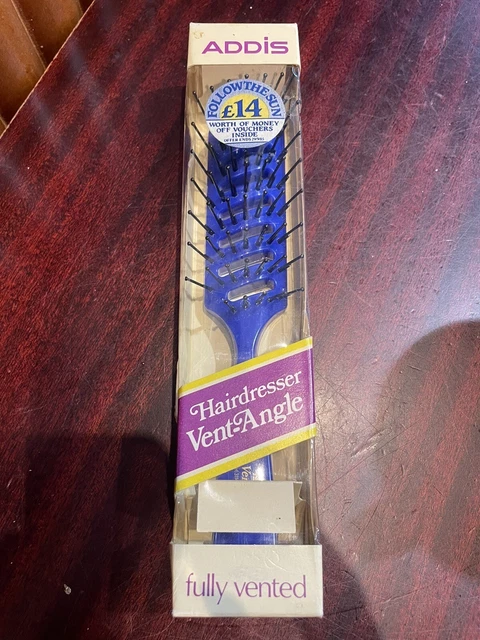 ADDIS
FOLLOW THE SUN
£14
WORTH OF MONEY
OFF VOUCHERS
INSIDE
Hairdresser
Vent-Angle
fully vented